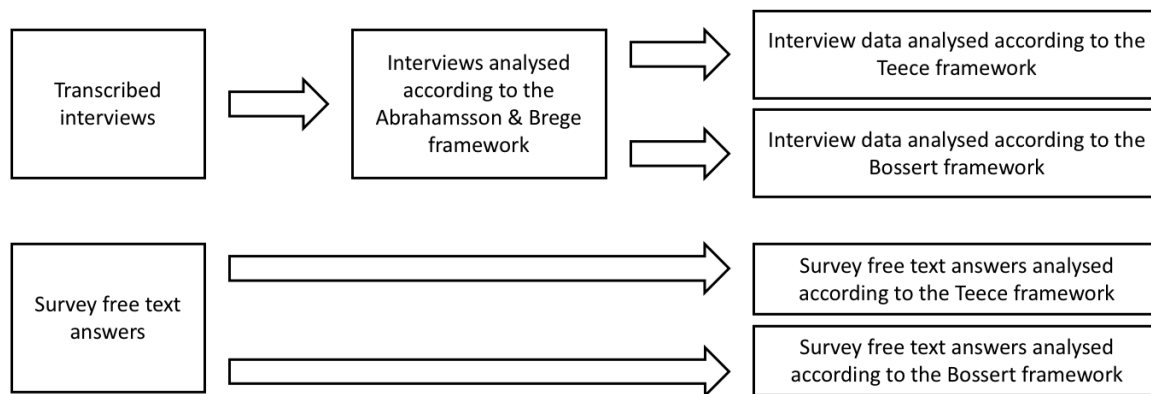 Transcribed
interviews
Interviews analysed
according to the
Abrahamsson & Brege
framework
Interview data analysed according to the
Teece framework
Interview data analysed according to the
Bossert framework
Survey free text
answers
Survey free text answers analysed
according to the Teece framework
Survey free text answers analysed
according to the Bossert framework